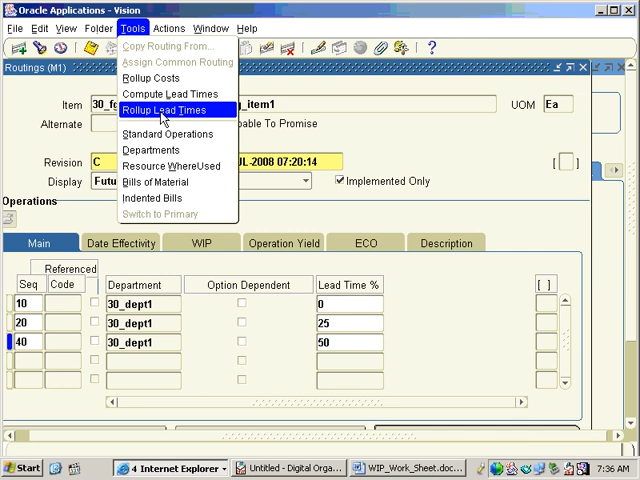 Oracle Applications - Vision
File Edit View Folder Tools Actions Window Help
Routings (M1)
Copy Routing From...
Assign Common Routing
Rollup Costs
Compute Lead Times
Rollup Lead Times
Standard Operations
Departments
Resource WhereUsed
Bills of Material
Indented Bills
Switch to Primary
Item 30_fg _item1 UOM Ea
Alternate pable To Promise
Revision C UL-2008 07:20:14 [ ]
Display Futu Implemented Only
Operations
Main Date Effectivity WIP Operation Yield ECO Description
Referenced
Seq Code Department Option Dependent Lead Time % [ ]
10 30_dept1 0
20 30_dept1 25
40 30_dept1 50
Start 4 Internet Explorer Untitled - Digital Orga... WIP_Work_Sheet.doc... 7:36 AM